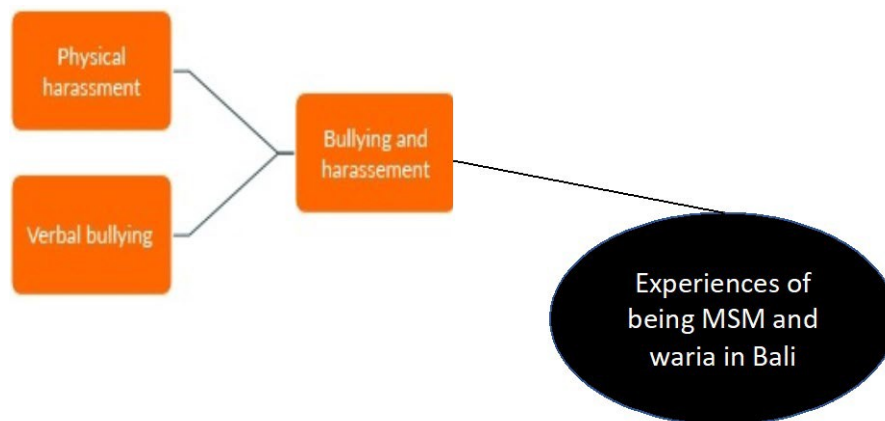 Physical
harassment
Bullying and
harassement
Verbal bullying
Experiences of
being MSM and
waria in Bali